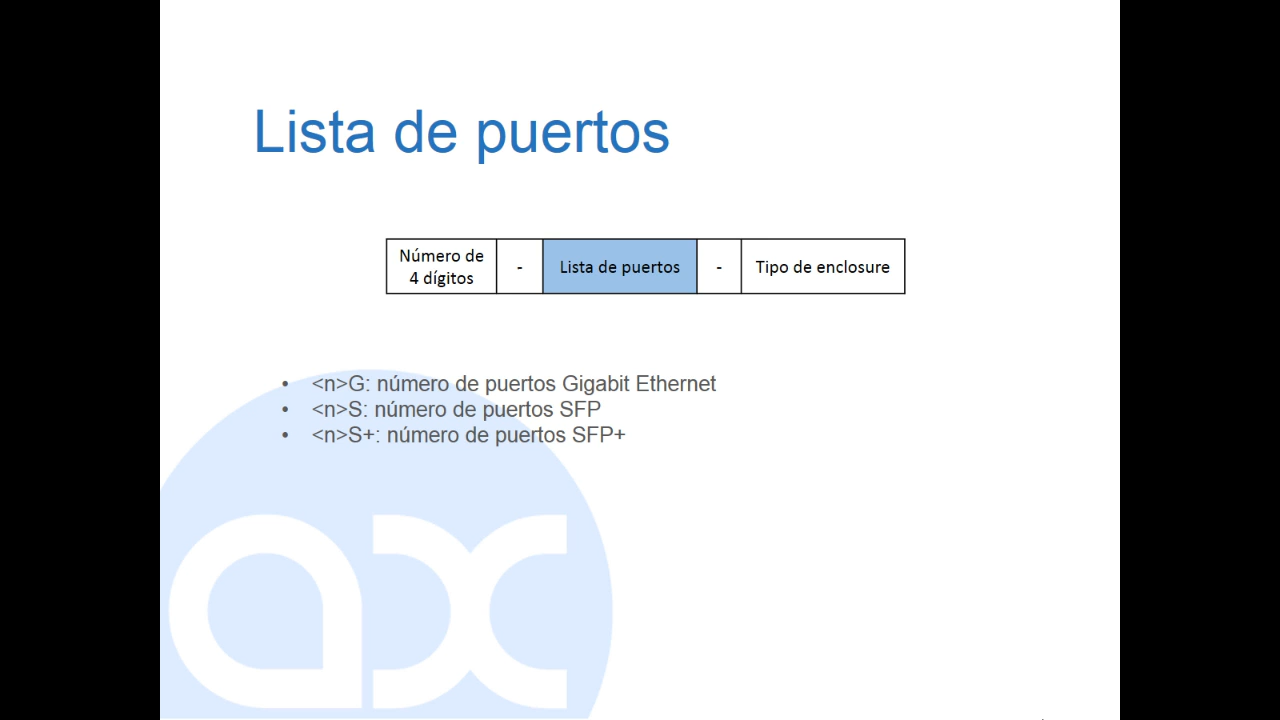 Lista de puertos
Número de
4 dígitos
-
Lista de puertos
-
Tipo de enclosure
• <n>G: número de puertos Gigabit Ethernet
• <n>S: número de puertos SFP
• <n>S+: número de puertos SFP+
ax